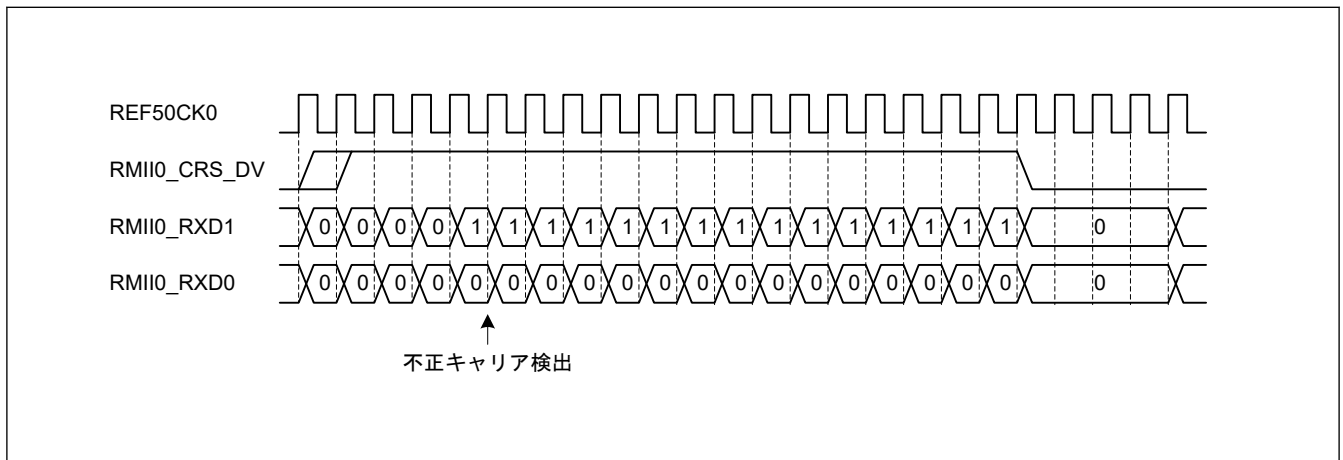 REF50CK0
RMII0_CRS_DV
RMII0_RXD1 0 0 0 0 1 1 1 1 1 1 1 1 1 1 1 1 1 1 1 0
RMII0_RXD0 0 0 0 0 0 0 0 0 0 0 0 0 0 0 0 0 0 0 0 0
不正キャリア検出